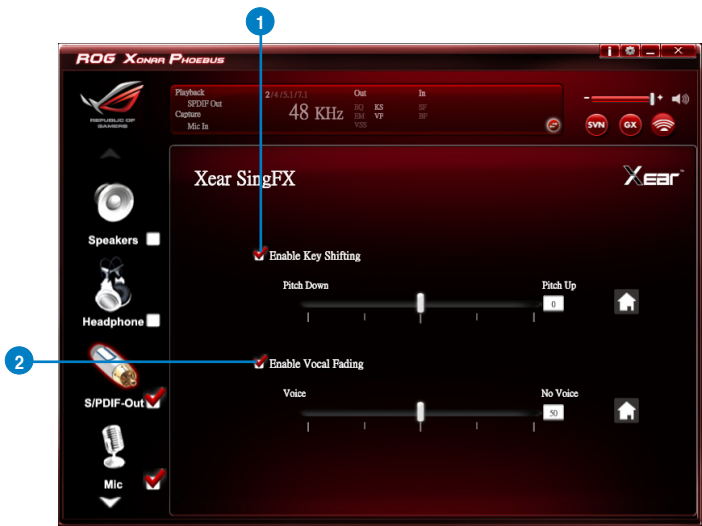 1
ROG XONAR PHOEBUS
i
REPUBLIC OF
GAMERS
Playback
SPDIF Out
Capture
Mic In
2/4/5.1/7.1
48 KHz
Out
EQ KS
EM VF
VSS
In
SF
BF
- +
SVN GX
Xear SingFX
Xear™
Speakers
Headphone
S/PDIF-Out
Mic
Enable Key Shifting
Pitch Down Pitch Up
0
2
Enable Vocal Fading
Voice No Voice
50